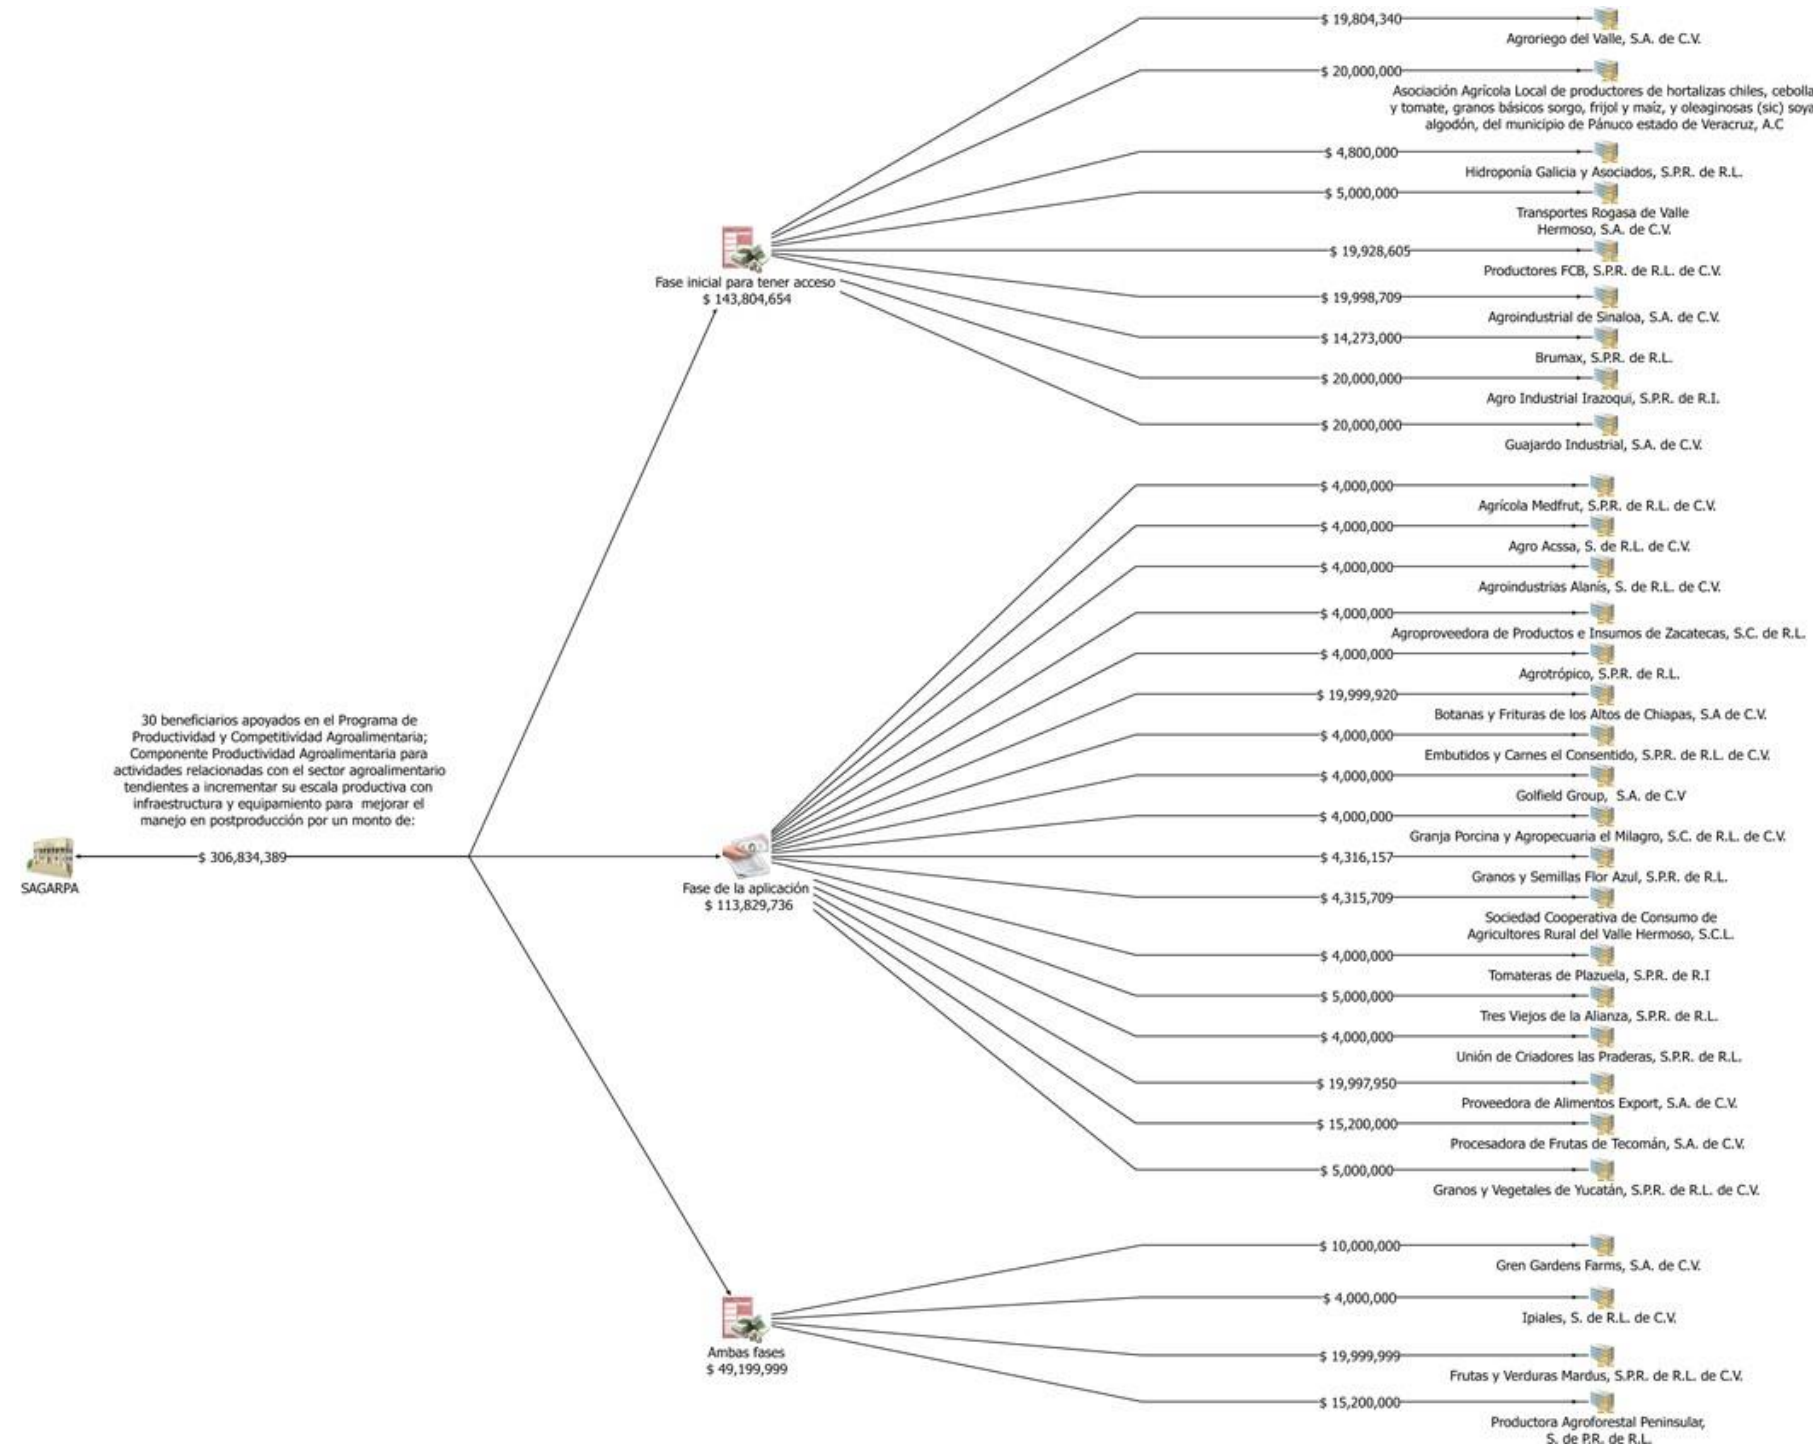 $ 19,804,340
Agroriego del Valle, S.A. de C.V.
$ 20,000,000
Asociación Agrícola Local de productores de hortalizas chiles, cebolla
y tomate, granos básicos sorgo, frijol y maíz, y oleaginosas (sic) soya
algodón, del municipio de Pánuco estado de Veracruz, A.C
$ 4,800,000
Hidroponía Galicia y Asociados, S.P.R. de R.L.
$ 5,000,000
Transportes Rogasa de Valle
Hermoso, S.A. de C.V.
$ 19,928,605
Productores FCB, S.P.R. de R.L. de C.V.
Fase inicial para tener acceso
$ 143,804,654
$ 19,998,709
Agroindustrial de Sinaloa, S.A. de C.V.
$ 14,273,000
Brumax, S.P.R. de R.L.
$ 20,000,000
Agro Industrial Irazoqui, S.P.R. de R.I.
$ 20,000,000
Guajardo Industrial, S.A. de C.V.
$ 4,000,000
Agrícola Medfrut, S.P.R. de R.L. de C.V.
$ 4,000,000
Agro Acssa, S. de R.L. de C.V.
$ 4,000,000
Agroindustrias Alanís, S. de R.L. de C.V.
$ 4,000,000
Agroproveedora de Productos e Insumos de Zacatecas, S.C. de R.L.
$ 4,000,000
Agrotrópico, S.P.R. de R.L.
$ 19,999,920
Botanas y Frituras de los Altos de Chiapas, S.A de C.V.
$ 4,000,000
Embutidos y Carnes el Consentido, S.P.R. de R.L. de C.V.
$ 4,000,000
Golfield Group, S.A. de C.V
$ 4,000,000
Granja Porcina y Agropecuaria el Milagro, S.C. de R.L. de C.V.
30 beneficiarios apoyados en el Programa de
Productividad y Competitividad Agroalimentaria;
Componente Productividad Agroalimentaria para
actividades relacionadas con el sector agroalimentario
tendientes a incrementar su escala productiva con
infraestructura y equipamiento para mejorar el
manejo en postproducción por un monto de:
$ 306,834,389
SAGARPA
Fase de la aplicación
$ 113,829,736
$ 4,316,157
Granos y Semillas Flor Azul, S.P.R. de R.L.
$ 4,315,709
Sociedad Cooperativa de Consumo de
Agricultores Rural del Valle Hermoso, S.C.L.
$ 4,000,000
Tomateras de Plazuela, S.P.R. de R.I
$ 5,000,000
Tres Viejos de la Alianza, S.P.R. de R.L.
$ 4,000,000
Unión de Criadores las Praderas, S.P.R. de R.L.
$ 19,997,950
Proveedora de Alimentos Export, S.A. de C.V.
$ 15,200,000
Procesadora de Frutas de Tecomán, S.A. de C.V.
$ 5,000,000
Granos y Vegetales de Yucatán, S.P.R. de R.L. de C.V.
$ 10,000,000
Gren Gardens Farms, S.A. de C.V.
$ 4,000,000
Ipiales, S. de R.L. de C.V.
Ambas fases
$ 49,199,999
$ 19,999,999
Frutas y Verduras Mardus, S.P.R. de R.L. de C.V.
$ 15,200,000
Productora Agroforestal Peninsular,
S. de P.R. de R.L.